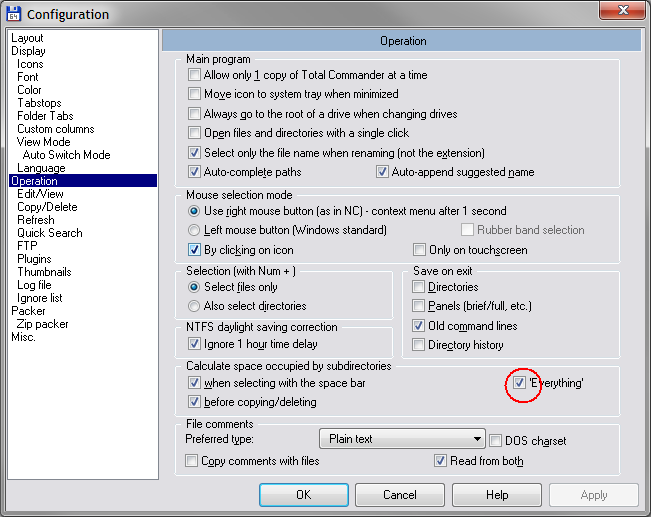 Configuration
Layout
Display
Icons
Font
Color
Tabstops
Folder Tabs
Custom columns
View Mode
Auto Switch Mode
Language
Operation
Edit/View
Copy/Delete
Refresh
Quick Search
FTP
Plugins
Thumbnails
Log file
Ignore list
Packer
Zip packer
Misc.
Operation
Main program
Allow only 1 copy of Total Commander at a time
Move icon to system tray when minimized
Always go to the root of a drive when changing drives
Open files and directories with a single click
Select only the file name when renaming (not the extension)
Auto-complete paths Auto-append suggested name
Mouse selection mode
Use right mouse button (as in NC) - context menu after 1 second
Left mouse button (Windows standard) Rubber band selection
By clicking on icon Only on touchscreen
Selection (with Num + )
Select files only
Also select directories
NTFS daylight saving correction
Ignore 1 hour time delay
Save on exit
Directories
Panels (brief/full, etc.)
Old command lines
Directory history
Calculate space occupied by subdirectories
when selecting with the space bar 'Everything'
before copying/deleting
File comments
Preferred type: Plain text DOS charset
Copy comments with files Read from both
OK Cancel Help Apply